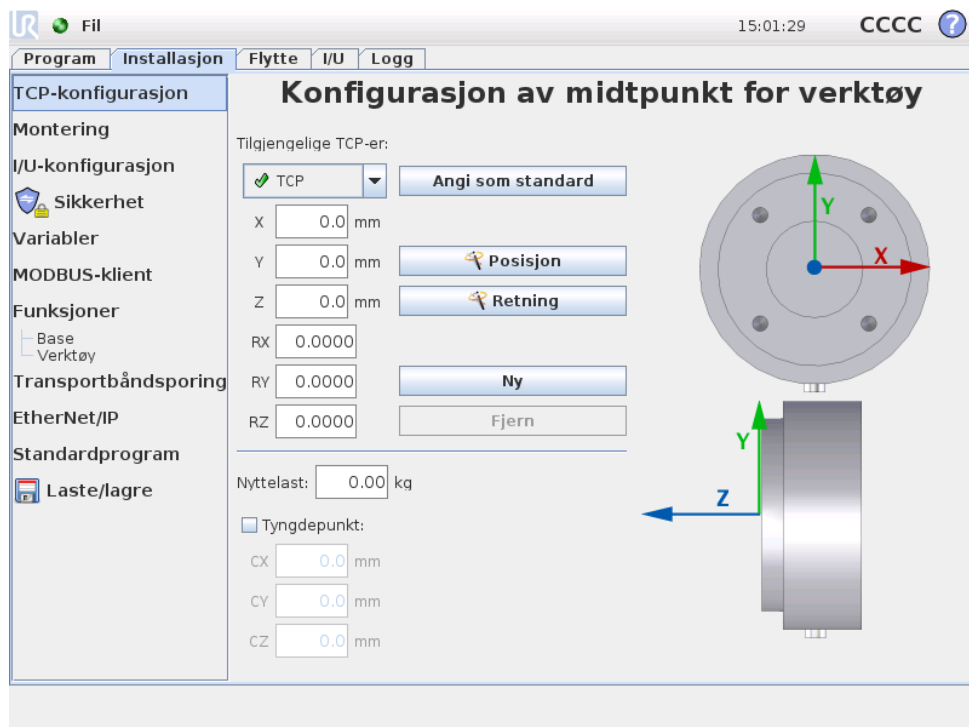 UR Fil 15:01:29 CCCC ?
Program Installasjon Flytte I/U Logg
TCP-konfigurasjon
Montering
I/U-konfigurasjon
Sikkerhet
Variabler
MODBUS-klient
Funksjoner
Base
Verktøy
Transportbåndsporing
EtherNet/IP
Standardprogram
Laste/lagre
Konfigurasjon av midtpunkt for verktøy
Tilgjengelige TCP-er:
TCP Angi som standard
X 0.0 mm
Y 0.0 mm Posisjon
Z 0.0 mm Retning
RX 0.0000
RY 0.0000 Ny
RZ 0.0000 Fjern
Nyttelast: 0.00 kg
Tyngdepunkt:
CX 0.0 mm
CY 0.0 mm
CZ 0.0 mm
Y
X
Y
Z